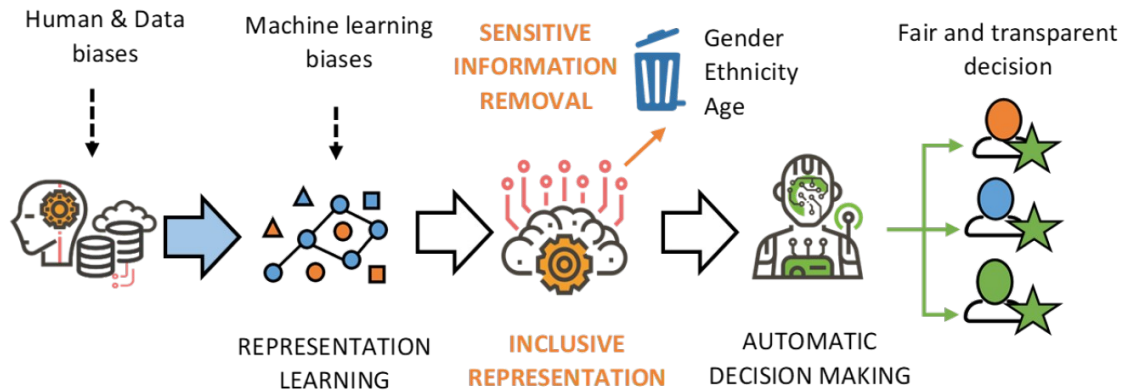 Human & Data
biases
Machine learning
biases
SENSITIVE
INFORMATION
REMOVAL
Gender
Ethnicity
Age
Fair and transparent
decision
REPRESENTATION
LEARNING
INCLUSIVE
REPRESENTATION
AUTOMATIC
DECISION MAKING